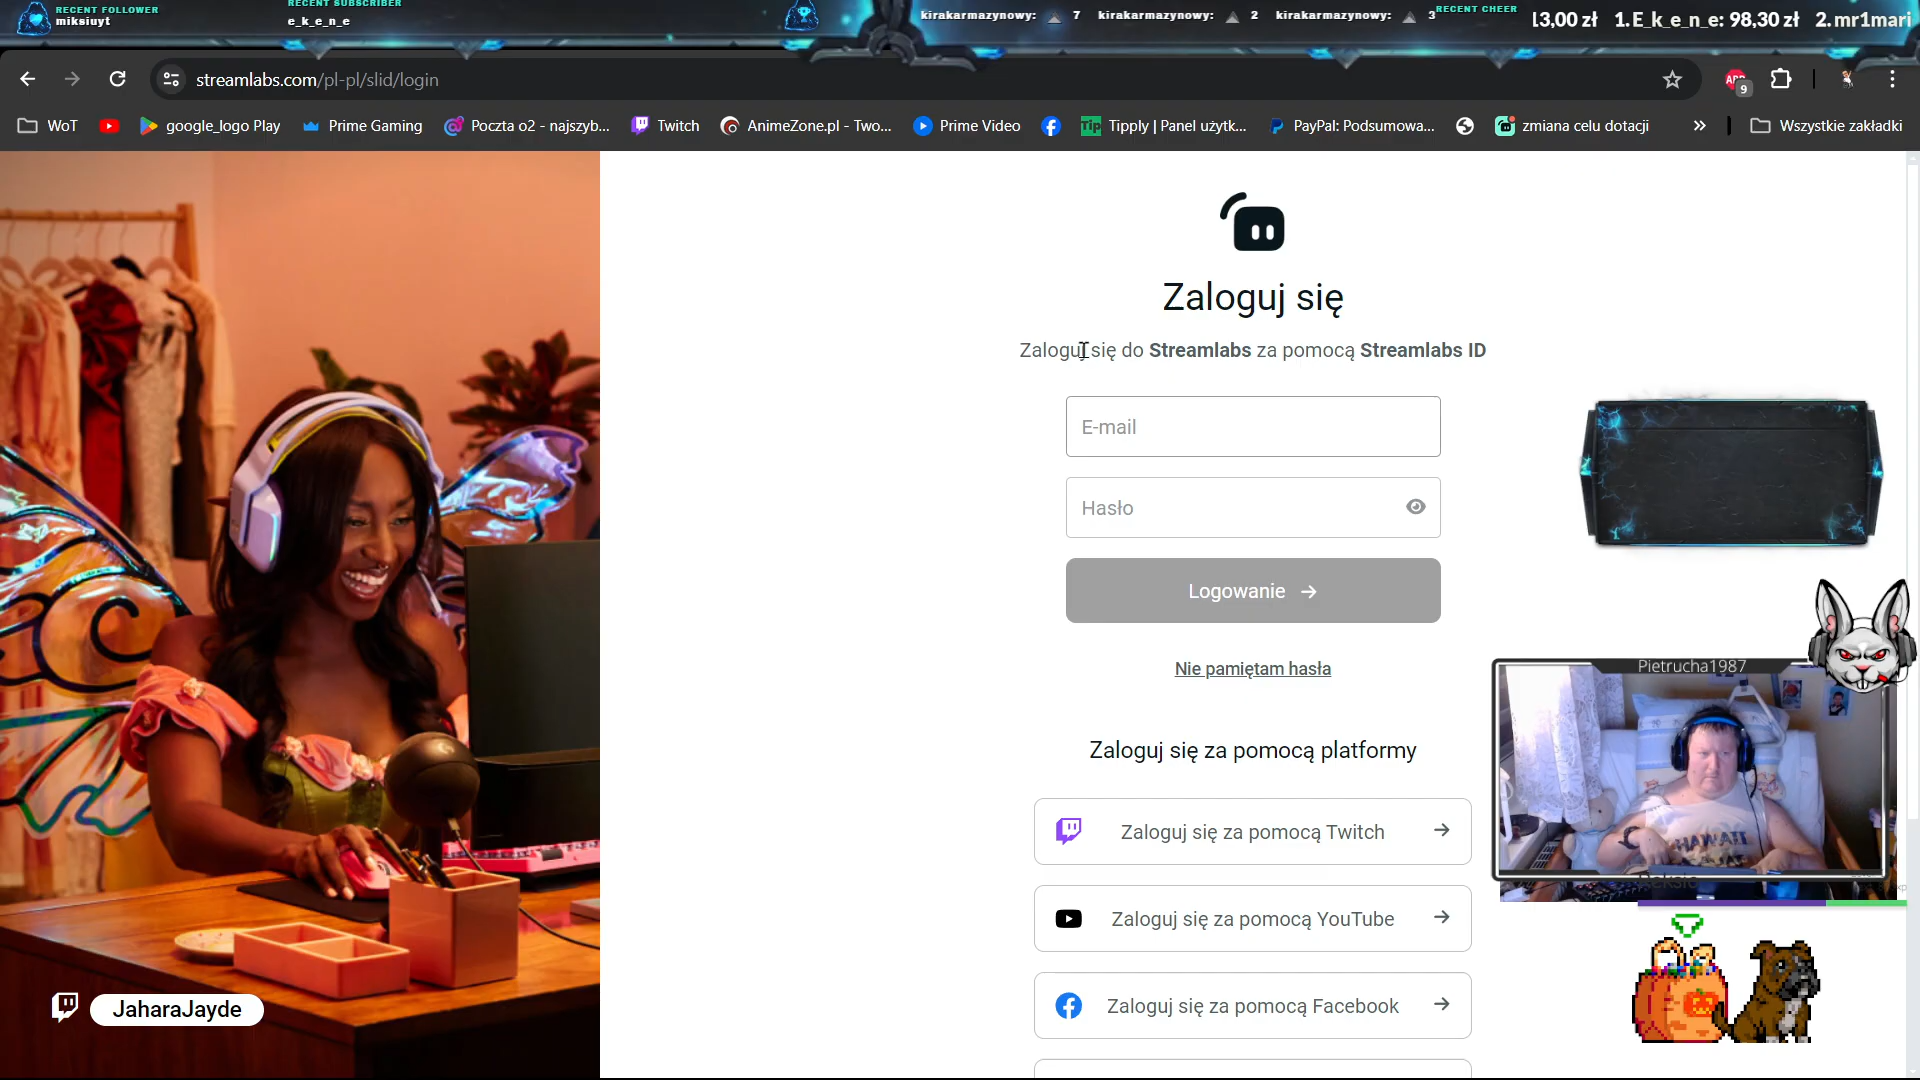 RECENT FOLLOWER
miksiuyt
RECENT SUBSCRIBER
e_k_e_n_e
kirakarmazynowy: 7 kirakarmazynowy: 2 kirakarmazynowy: 3
RECENT CHEER
13,00 zł 1.E_k_e_n_e: 98,30 zł 2.mr1mari
streamlabs.com/pl-pl/slid/login
ABP
9
WoT
google_logo Play
Prime Gaming
Poczta o2 - najszyb...
Twitch
AnimeZone.pl - Two...
Prime Video
Tipply | Panel użytk...
PayPal: Podsumowa...
zmiana celu dotacji
Wszystkie zakładki
Zaloguj się
Zaloguj się do Streamlabs za pomocą Streamlabs ID
E-mail
Hasło
Logowanie
Nie pamiętam hasła
Zaloguj się za pomocą platformy
Zaloguj się za pomocą Twitch
Zaloguj się za pomocą YouTube
Zaloguj się za pomocą Facebook
JaharaJayde
Pietrucha1987
Reksio